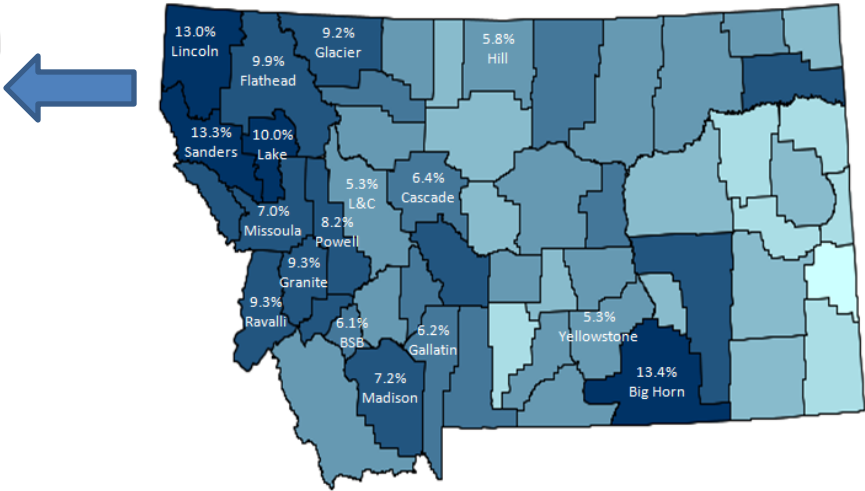 13.0%
Lincoln
9.9%
Flathead
9.2%
Glacier
5.8%
Hill
13.3%
Sanders
10.0%
Lake
5.3%
L&C
6.4%
Cascade
7.0%
Missoula
8.2%
Powell
9.3%
Granite
9.3%
Ravalli
6.1%
BSB
6.2%
Gallatin
5.3%
Yellowstone
7.2%
Madison
13.4%
Big Horn